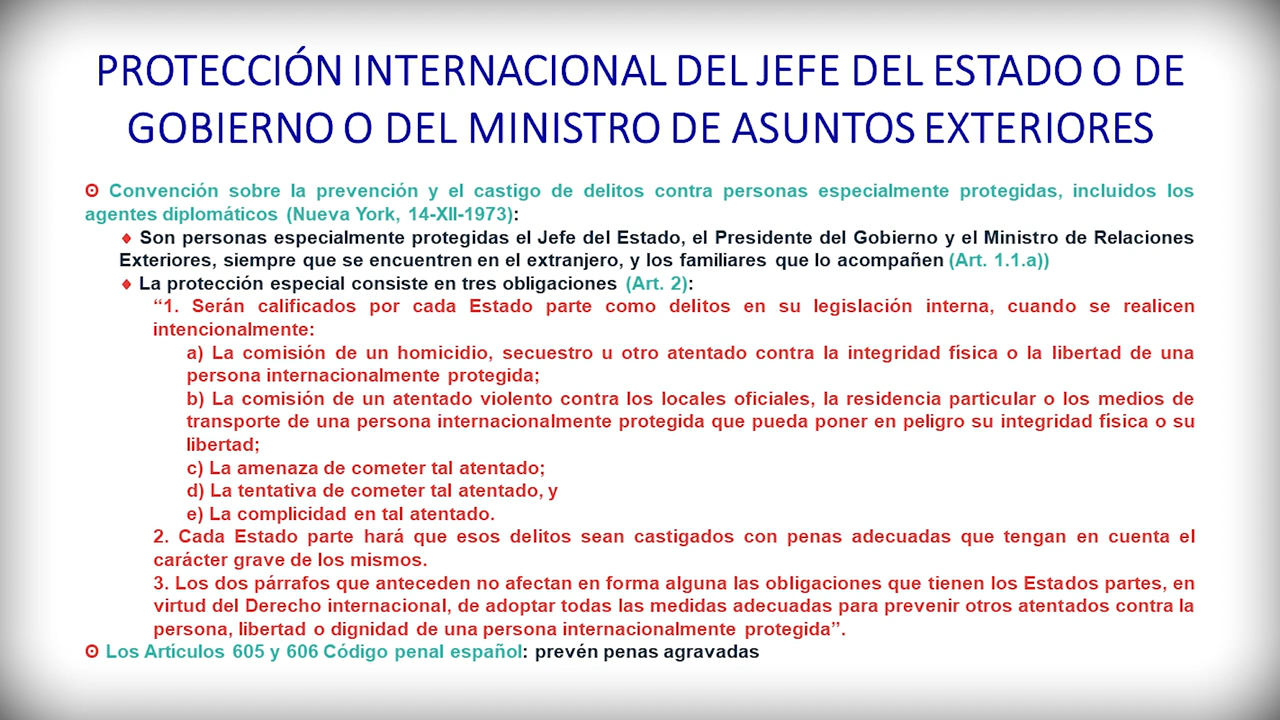 PROTECCIÓN INTERNACIONAL DEL JEFE DEL ESTADO O DE
GOBIERNO O DEL MINISTRO DE ASUNTOS EXTERIORES
ʘ Convención sobre la prevención y el castigo de delitos contra personas especialmente protegidas, incluidos los
agentes diplomáticos (Nueva York, 14-XII-1973):
♦ Son personas especialmente protegidas el Jefe del Estado, el Presidente del Gobierno y el Ministro de Relaciones
Exteriores, siempre que se encuentren en el extranjero, y los familiares que lo acompañen (Art. 1.1.a))
♦ La protección especial consiste en tres obligaciones (Art. 2):
“1. Serán calificados por cada Estado parte como delitos en su legislación interna, cuando se realicen
intencionalmente:
a) La comisión de un homicidio, secuestro u otro atentado contra la integridad física o la libertad de una
persona internacionalmente protegida;
b) La comisión de un atentado violento contra los locales oficiales, la residencia particular o los medios de
transporte de una persona internacionalmente protegida que pueda poner en peligro su integridad física o su
libertad;
c) La amenaza de cometer tal atentado;
d) La tentativa de cometer tal atentado, y
e) La complicidad en tal atentado.
2. Cada Estado parte hará que esos delitos sean castigados con penas adecuadas que tengan en cuenta el
carácter grave de los mismos.
3. Los dos párrafos que anteceden no afectan en forma alguna las obligaciones que tienen los Estados partes, en
virtud del Derecho internacional, de adoptar todas las medidas adecuadas para prevenir otros atentados contra la
persona, libertad o dignidad de una persona internacionalmente protegida”.
ʘ Los Artículos 605 y 606 Código penal español: prevén penas agravadas